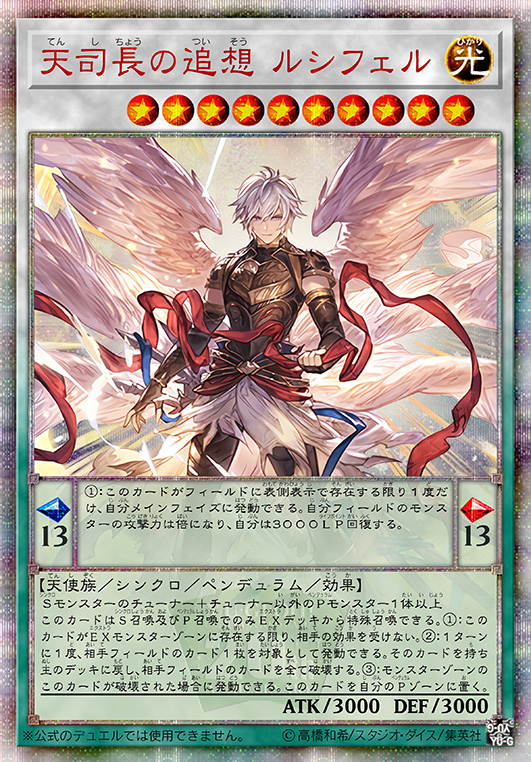 天司長の追想 ルシフェル
光
①:このカードがフィールドに表側表示で存在する限り1度だ
け、自分メインフェイズに発動できる。自分フィールドのモンス
ターの攻撃力は倍になり、自分は3000LP回復する。
13
13
【天使族/シンクロ/ペンデュラム/効果】
Sモンスターのチューナー+チューナー以外のPモンスター1体以上
このカードはS召喚及びP召喚でのみEXデッキから特殊召喚できる。①:この
カードがEXモンスターゾーンに存在する限り、相手の効果を受けない。②:1ターン
に1度、相手フィールドのカード1枚を対象として発動できる。そのカードを持ち
主のデッキに戻し、相手フィールドのカードを全て破壊する。③:モンスターゾーンの
このカードが破壊された場合に発動できる。このカードを自分のPゾーンに置く。
ATK/3000 DEF/3000
※公式のデュエルでは使用できません。 ©高橋和希/スタジオ・ダイス/集英社